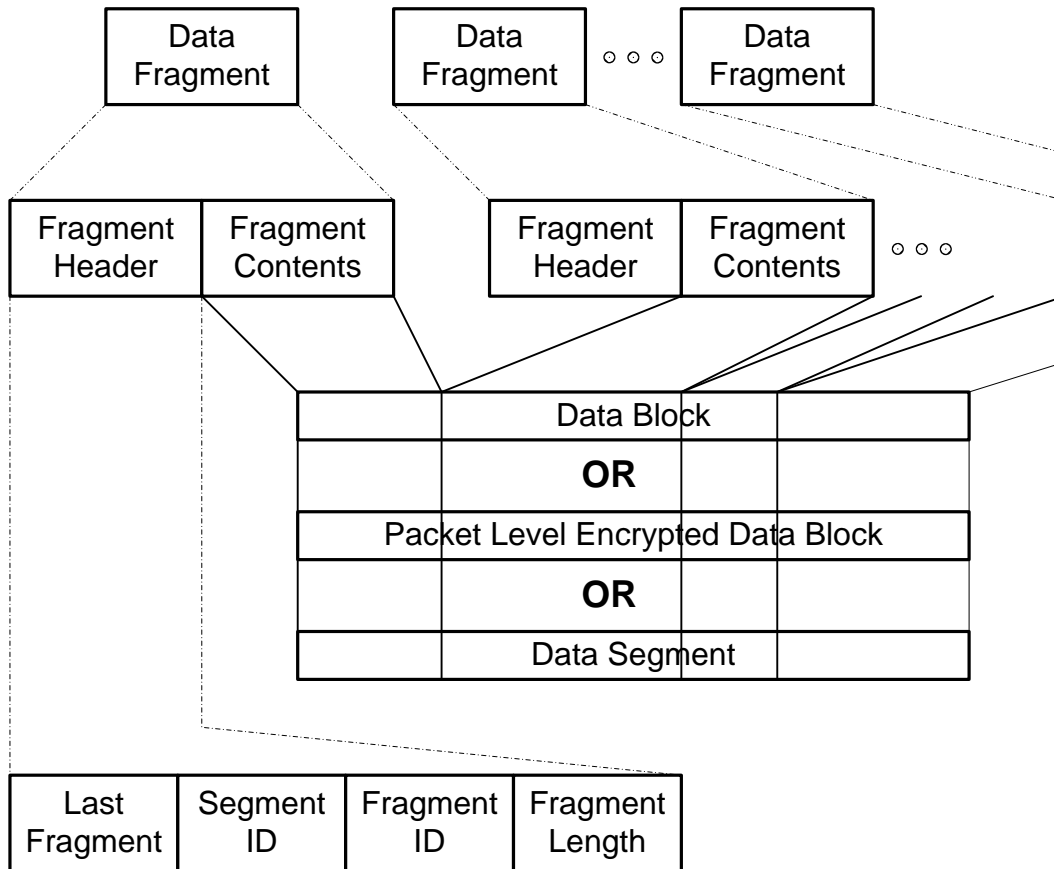 Data Fragment
Data Fragment
Data Fragment
Fragment Header
Fragment Contents
Fragment Header
Fragment Contents
Data Block
OR
Packet Level Encrypted Data Block
OR
Data Segment
Last Fragment
Segment ID
Fragment ID
Fragment Length